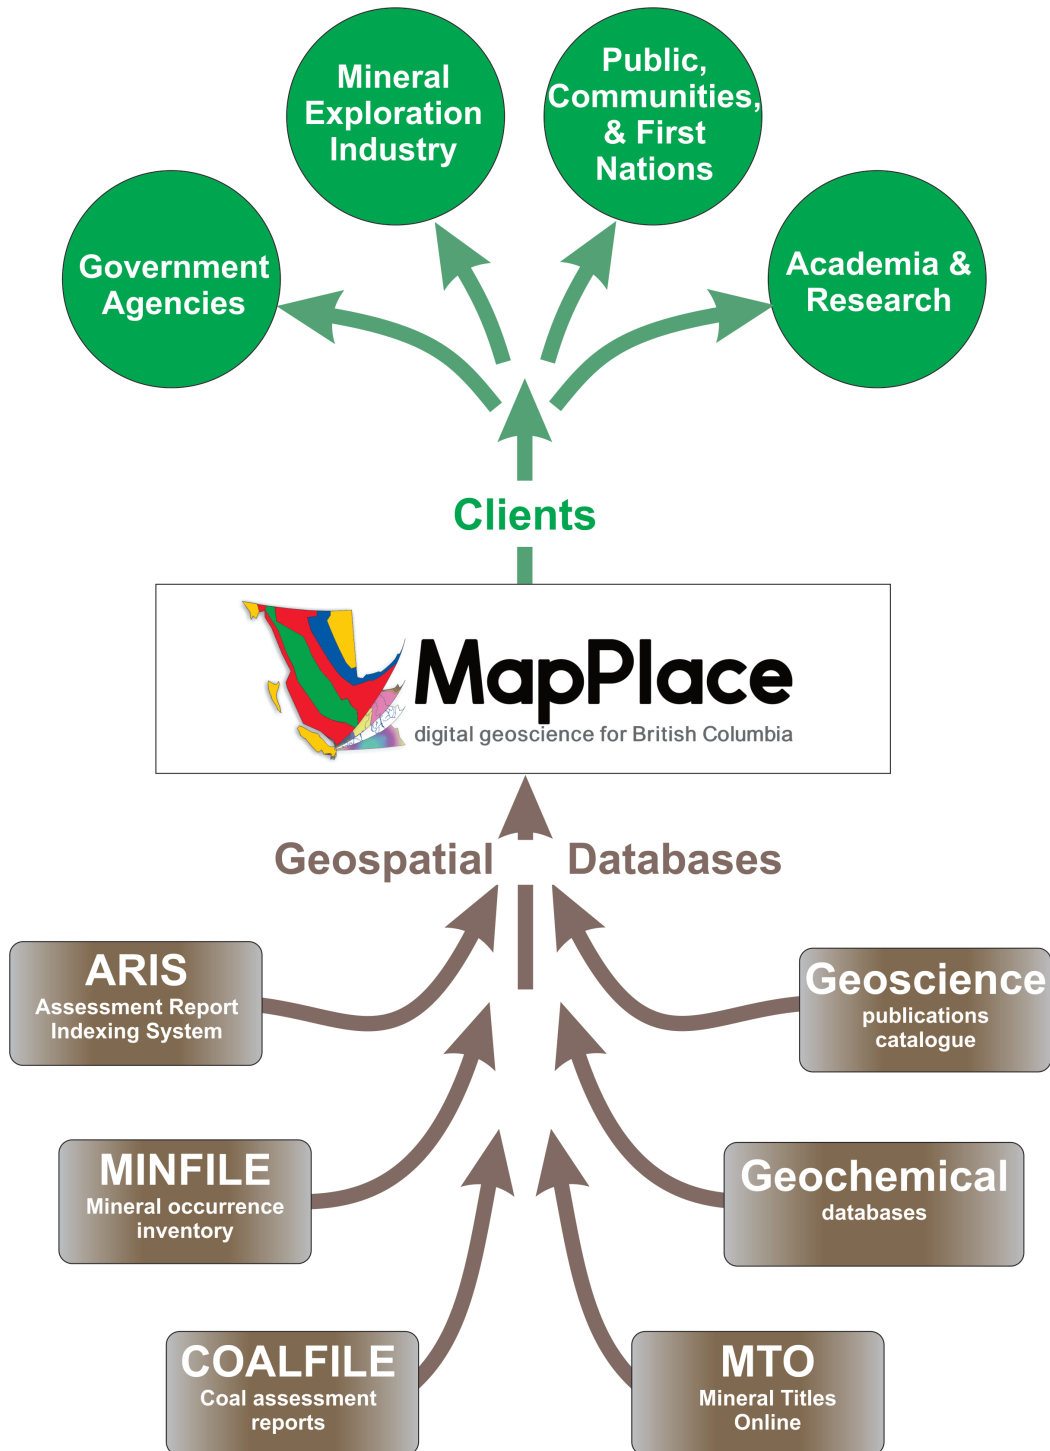 Mineral
Exploration
Industry
Public,
Communities,
& First
Nations
Government
Agencies
Academia &
Research
Clients
MapPlace
digital geoscience for British Columbia
Geospatial Databases
ARIS
Assessment Report
Indexing System
Geoscience
publications
catalogue
MINFILE
Mineral occurrence
inventory
Geochemical
databases
COALFILE
Coal assessment
reports
MTO
Mineral Titles
Online